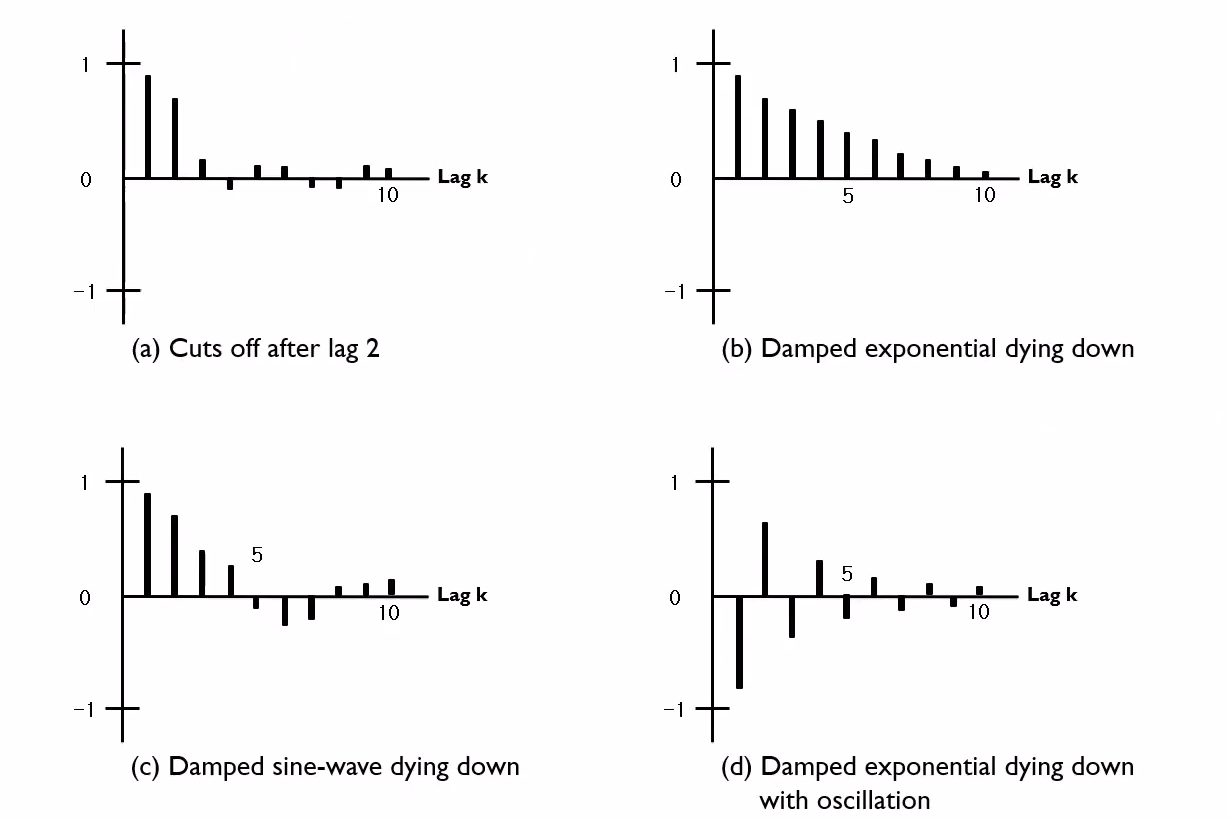 1
0
Lag k
10
−1
(a) Cuts off after lag 2
1
0
Lag k
5
10
−1
(b) Damped exponential dying down
1
5
0
Lag k
10
−1
(c) Damped sine-wave dying down
1
5
0
Lag k
10
−1
(d) Damped exponential dying down
with oscillation